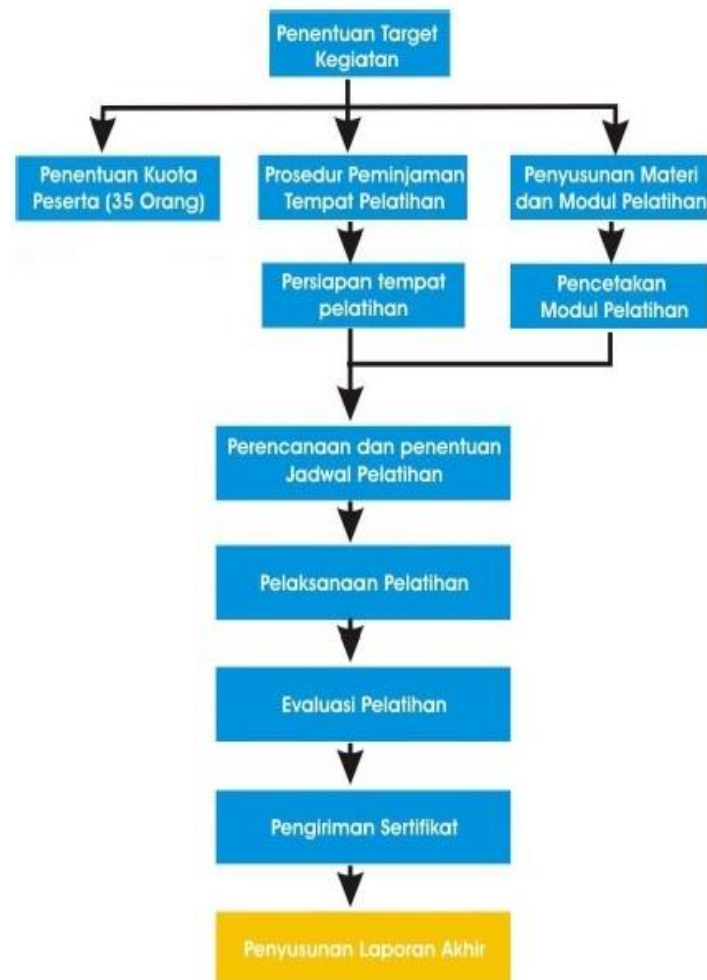 Penentuan Target
Kegiatan
Penentuan Kuota
Peserta (35 Orang)
Prosedur Peminjaman
Tempat Pelatihan
Penyusunan Materi
dan Modul Pelatihan
Persiapan tempat
pelatihan
Pencetakan
Modul Pelatihan
Perencanaan dan penentuan
Jadwal Pelatihan
Pelaksanaan Pelatihan
Evaluasi Pelatihan
Pengiriman Sertifikat
Penyusunan Laporan Akhir